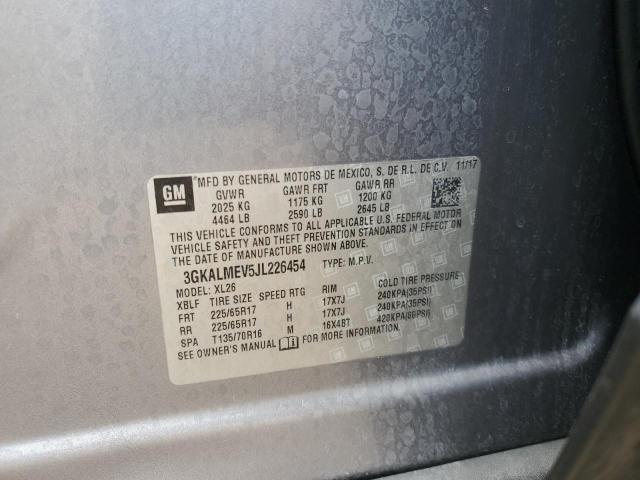 GM
MFD BY GENERAL MOTORS DE MEXICO, S. DE R.L. DE C.V. 11/17
GVWR GAWR FRT GAWR RR
2025 KG 1175 KG 1200 KG
4464 LB 2590 LB 2645 LB
THIS VEHICLE CONFORMS TO ALL APPLICABLE U.S. FEDERAL MOTOR
VEHICLE SAFETY, BUMPER, AND THEFT PREVENTION STANDARDS IN EFFECT ON
THE DATE OF MANUFACTURE SHOWN ABOVE.
3GKALMEV5JL226454 TYPE: M.P.V.
MODEL: XL26
XBLF TIRE SIZE SPEED RTG RIM COLD TIRE PRESSURE
FRT 225/65R17 H 17X7J 240KPA(35PSI)
RR 225/65R17 H 17X7J 240KPA(35PSI)
SPA T135/70R16 M 16X4BT 420KPA(60PSI)
SEE OWNER'S MANUAL FOR MORE INFORMATION.